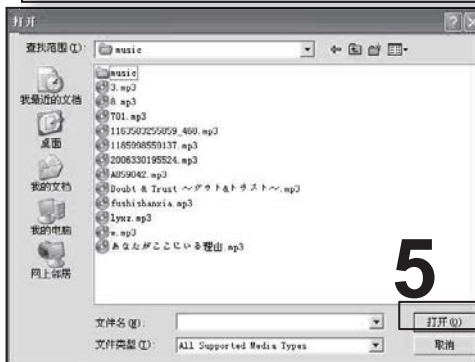 打开
查找范围(I):
music
我最近的文档
桌面
我的文档
我的电脑
网上邻居
music
3.mp3
8.mp3
701.mp3
1163503255059_468.mp3
1185998559137.mp3
2006330195524.mp3
A859042.mp3
Doubt & Trust ～ダウト&トラスト～.mp3
fushishanxia.mp3
lyxz.mp3
w.mp3
あなたがここにいる理由.mp3
5
文件名(N):
打开(O)
文件类型(T):
All Supported Media Types
取消